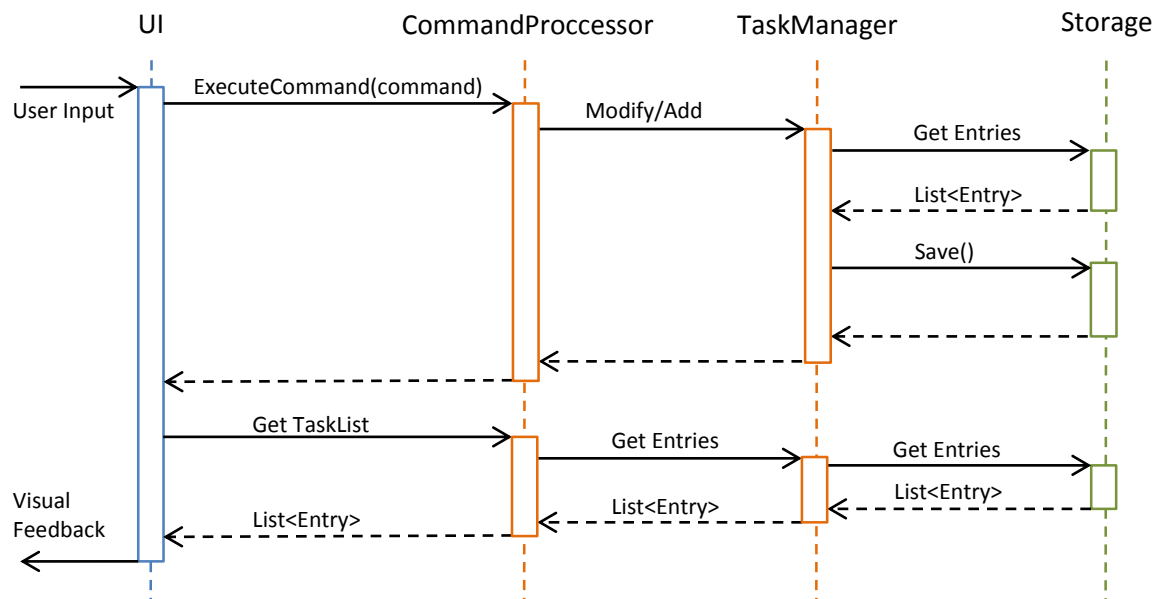 UI
CommandProccessor
TaskManager
Storage
User Input
ExecuteCommand(command)
Modify/Add
Get Entries
List<Entry>
Save()
Get TaskList
Get Entries
Get Entries
List<Entry>
List<Entry>
List<Entry>
Visual
Feedback